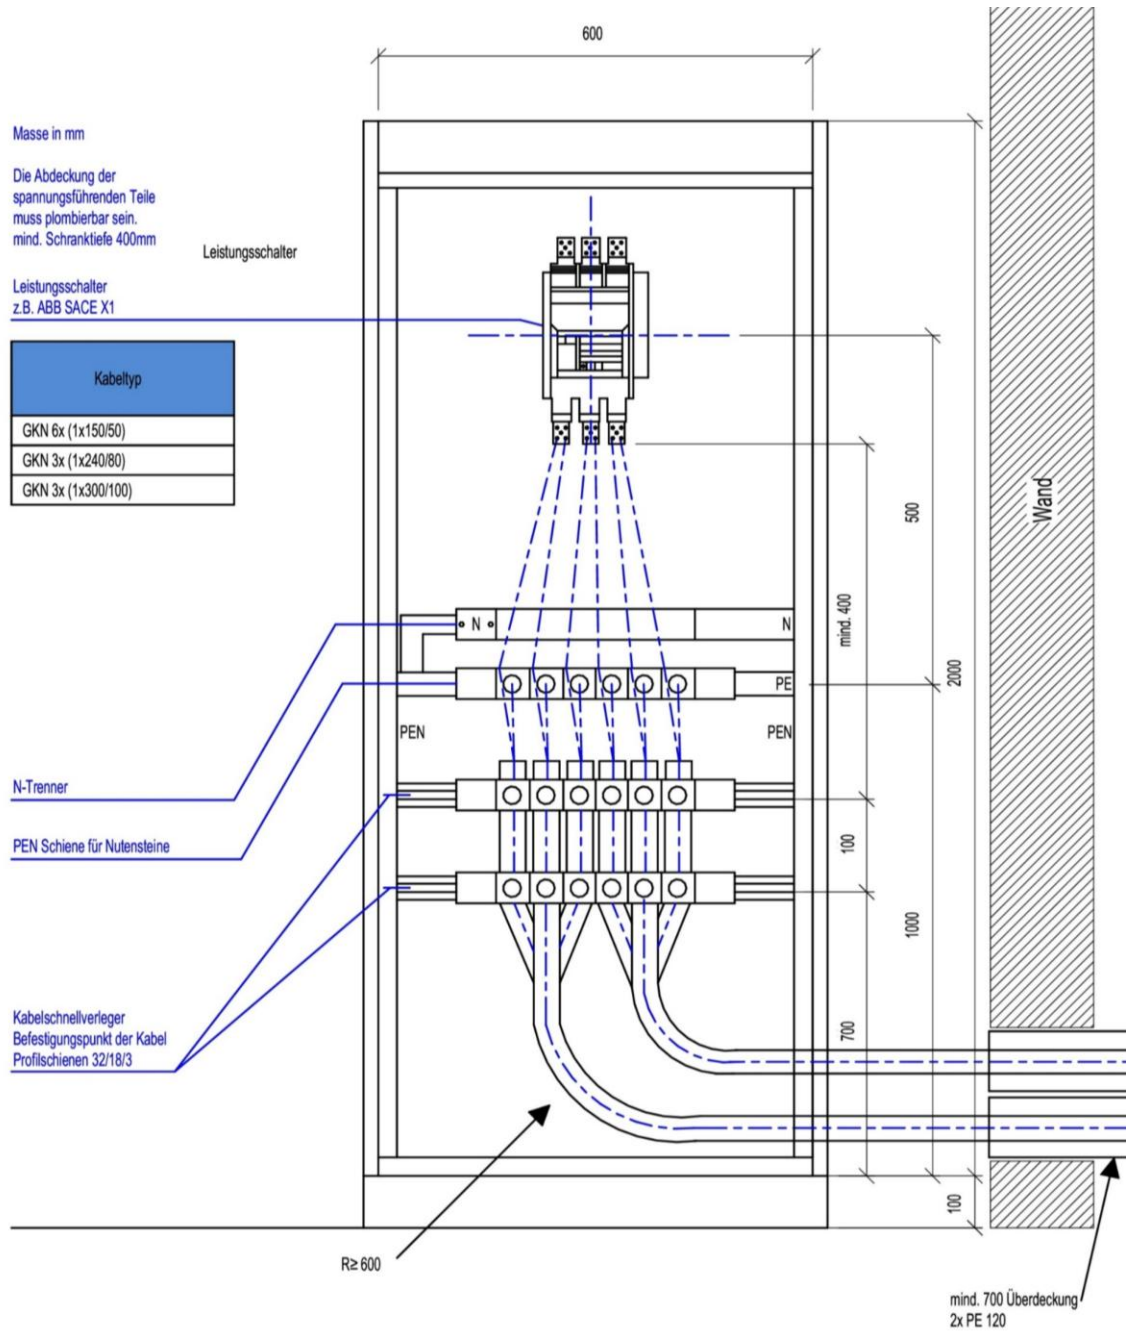 600
Masse in mm
Die Abdeckung der
spannungsführenden Teile
muss plombierbar sein.
mind. Schranktiefe 400mm
Leistungsschalter
Leistungsschalter
z.B. ABB SACE X1
Kabeltyp
GKN 6x (1x150/50)
GKN 3x (1x240/80)
GKN 3x (1x300/100)
Wand
500
mind. 400
2000
N
N
PE
PEN
PEN
N-Trenner
PEN Schiene für Nutensteine
100
1000
700
Kabelschnellverleger
Befestigungspunkt der Kabel
Profilschienen 32/18/3
100
R≥ 600
mind. 700 Überdeckung
2x PE 120